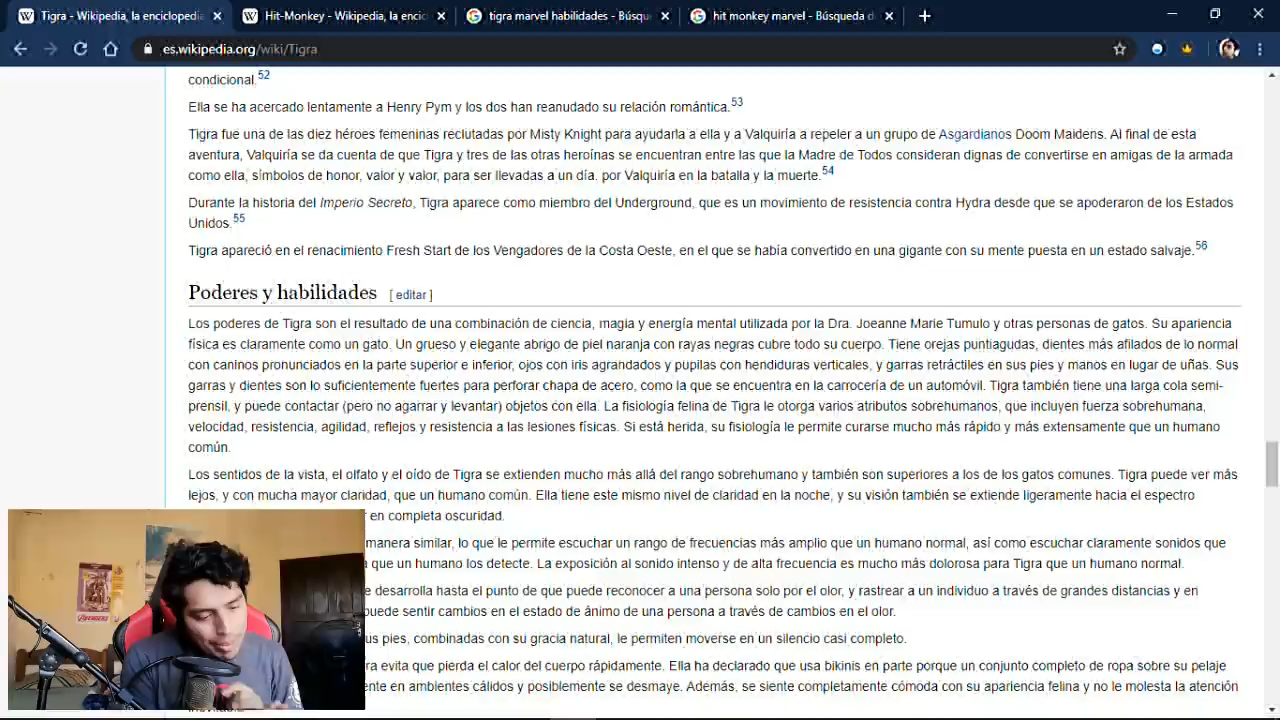 Tigra - Wikipedia, la enciclopedia
Hit-Monkey - Wikipedia, la encic
tigra marvel habilidades - Búsqu
hit monkey marvel - Búsqueda d
es.wikipedia.org/wiki/Tigra
condicional.52
Ella se ha acercado lentamente a Henry Pym y los dos han reanudado su relación romántica.53
Tigra fue una de las diez héroes femeninas reclutadas por Misty Knight para ayudarla a ella y a Valquiría a repeler a un grupo de Asgardianos Doom Maidens. Al final de esta
aventura, Valquiría se da cuenta de que Tigra y tres de las otras heroínas se encuentran entre las que la Madre de Todos consideran dignas de convertirse en amigas de la armada
como ella, símbolos de honor, valor y valor, para ser llevadas a un día. por Valquiría en la batalla y la muerte.54
Durante la historia del Imperio Secreto, Tigra aparece como miembro del Underground, que es un movimiento de resistencia contra Hydra desde que se apoderaron de los Estados
Unidos.55
Tigra apareció en el renacimiento Fresh Start de los Vengadores de la Costa Oeste, en el que se había convertido en una gigante con su mente puesta en un estado salvaje.56
Poderes y habilidades [ editar ]
Los poderes de Tigra son el resultado de una combinación de ciencia, magia y energía mental utilizada por la Dra. Joeanne Marie Tumulo y otras personas de gatos. Su apariencia
física es claramente como un gato. Un grueso y elegante abrigo de piel naranja con rayas negras cubre todo su cuerpo. Tiene orejas puntiagudas, dientes más afilados de lo normal
con caninos pronunciados en la parte superior e inferior, ojos con iris agrandados y pupilas con hendiduras verticales, y garras retráctiles en sus pies y manos en lugar de uñas. Sus
garras y dientes son lo suficientemente fuertes para perforar chapa de acero, como la que se encuentra en la carrocería de un automóvil. Tigra también tiene una larga cola semi-
prensil, y puede contactar (pero no agarrar y levantar) objetos con ella. La fisiología felina de Tigra le otorga varios atributos sobrehumanos, que incluyen fuerza sobrehumana,
velocidad, resistencia, agilidad, reflejos y resistencia a las lesiones físicas. Si está herida, su fisiología le permite curarse mucho más rápido y más extensamente que un humano
común.
Los sentidos de la vista, el olfato y el oído de Tigra se extienden mucho más allá del rango sobrehumano y también son superiores a los de los gatos comunes. Tigra puede ver más
lejos, y con mucha mayor claridad, que un humano común. Ella tiene este mismo nivel de claridad en la noche, y su visión también se extiende ligeramente hacia el espectro
en completa oscuridad.
manera similar, lo que le permite escuchar un rango de frecuencias más amplio que un humano normal, así como escuchar claramente sonidos que
que un humano los detecte. La exposición al sonido intenso y de alta frecuencia es mucho más dolorosa para Tigra que un humano normal.
desarrolla hasta el punto de que puede reconocer a una persona solo por el olor, y rastrear a un individuo a través de grandes distancias y en
puede sentir cambios en el estado de ánimo de una persona a través de cambios en el olor.
us pies, combinadas con su gracia natural, le permiten moverse en un silencio casi completo.
ra evita que pierda el calor del cuerpo rápidamente. Ella ha declarado que usa bikinis en parte porque un conjunto completo de ropa sobre su pelaje
ente en ambientes cálidos y posiblemente se desmaye. Además, se siente completamente cómoda con su apariencia felina y no le molesta la atención
AVENGERS